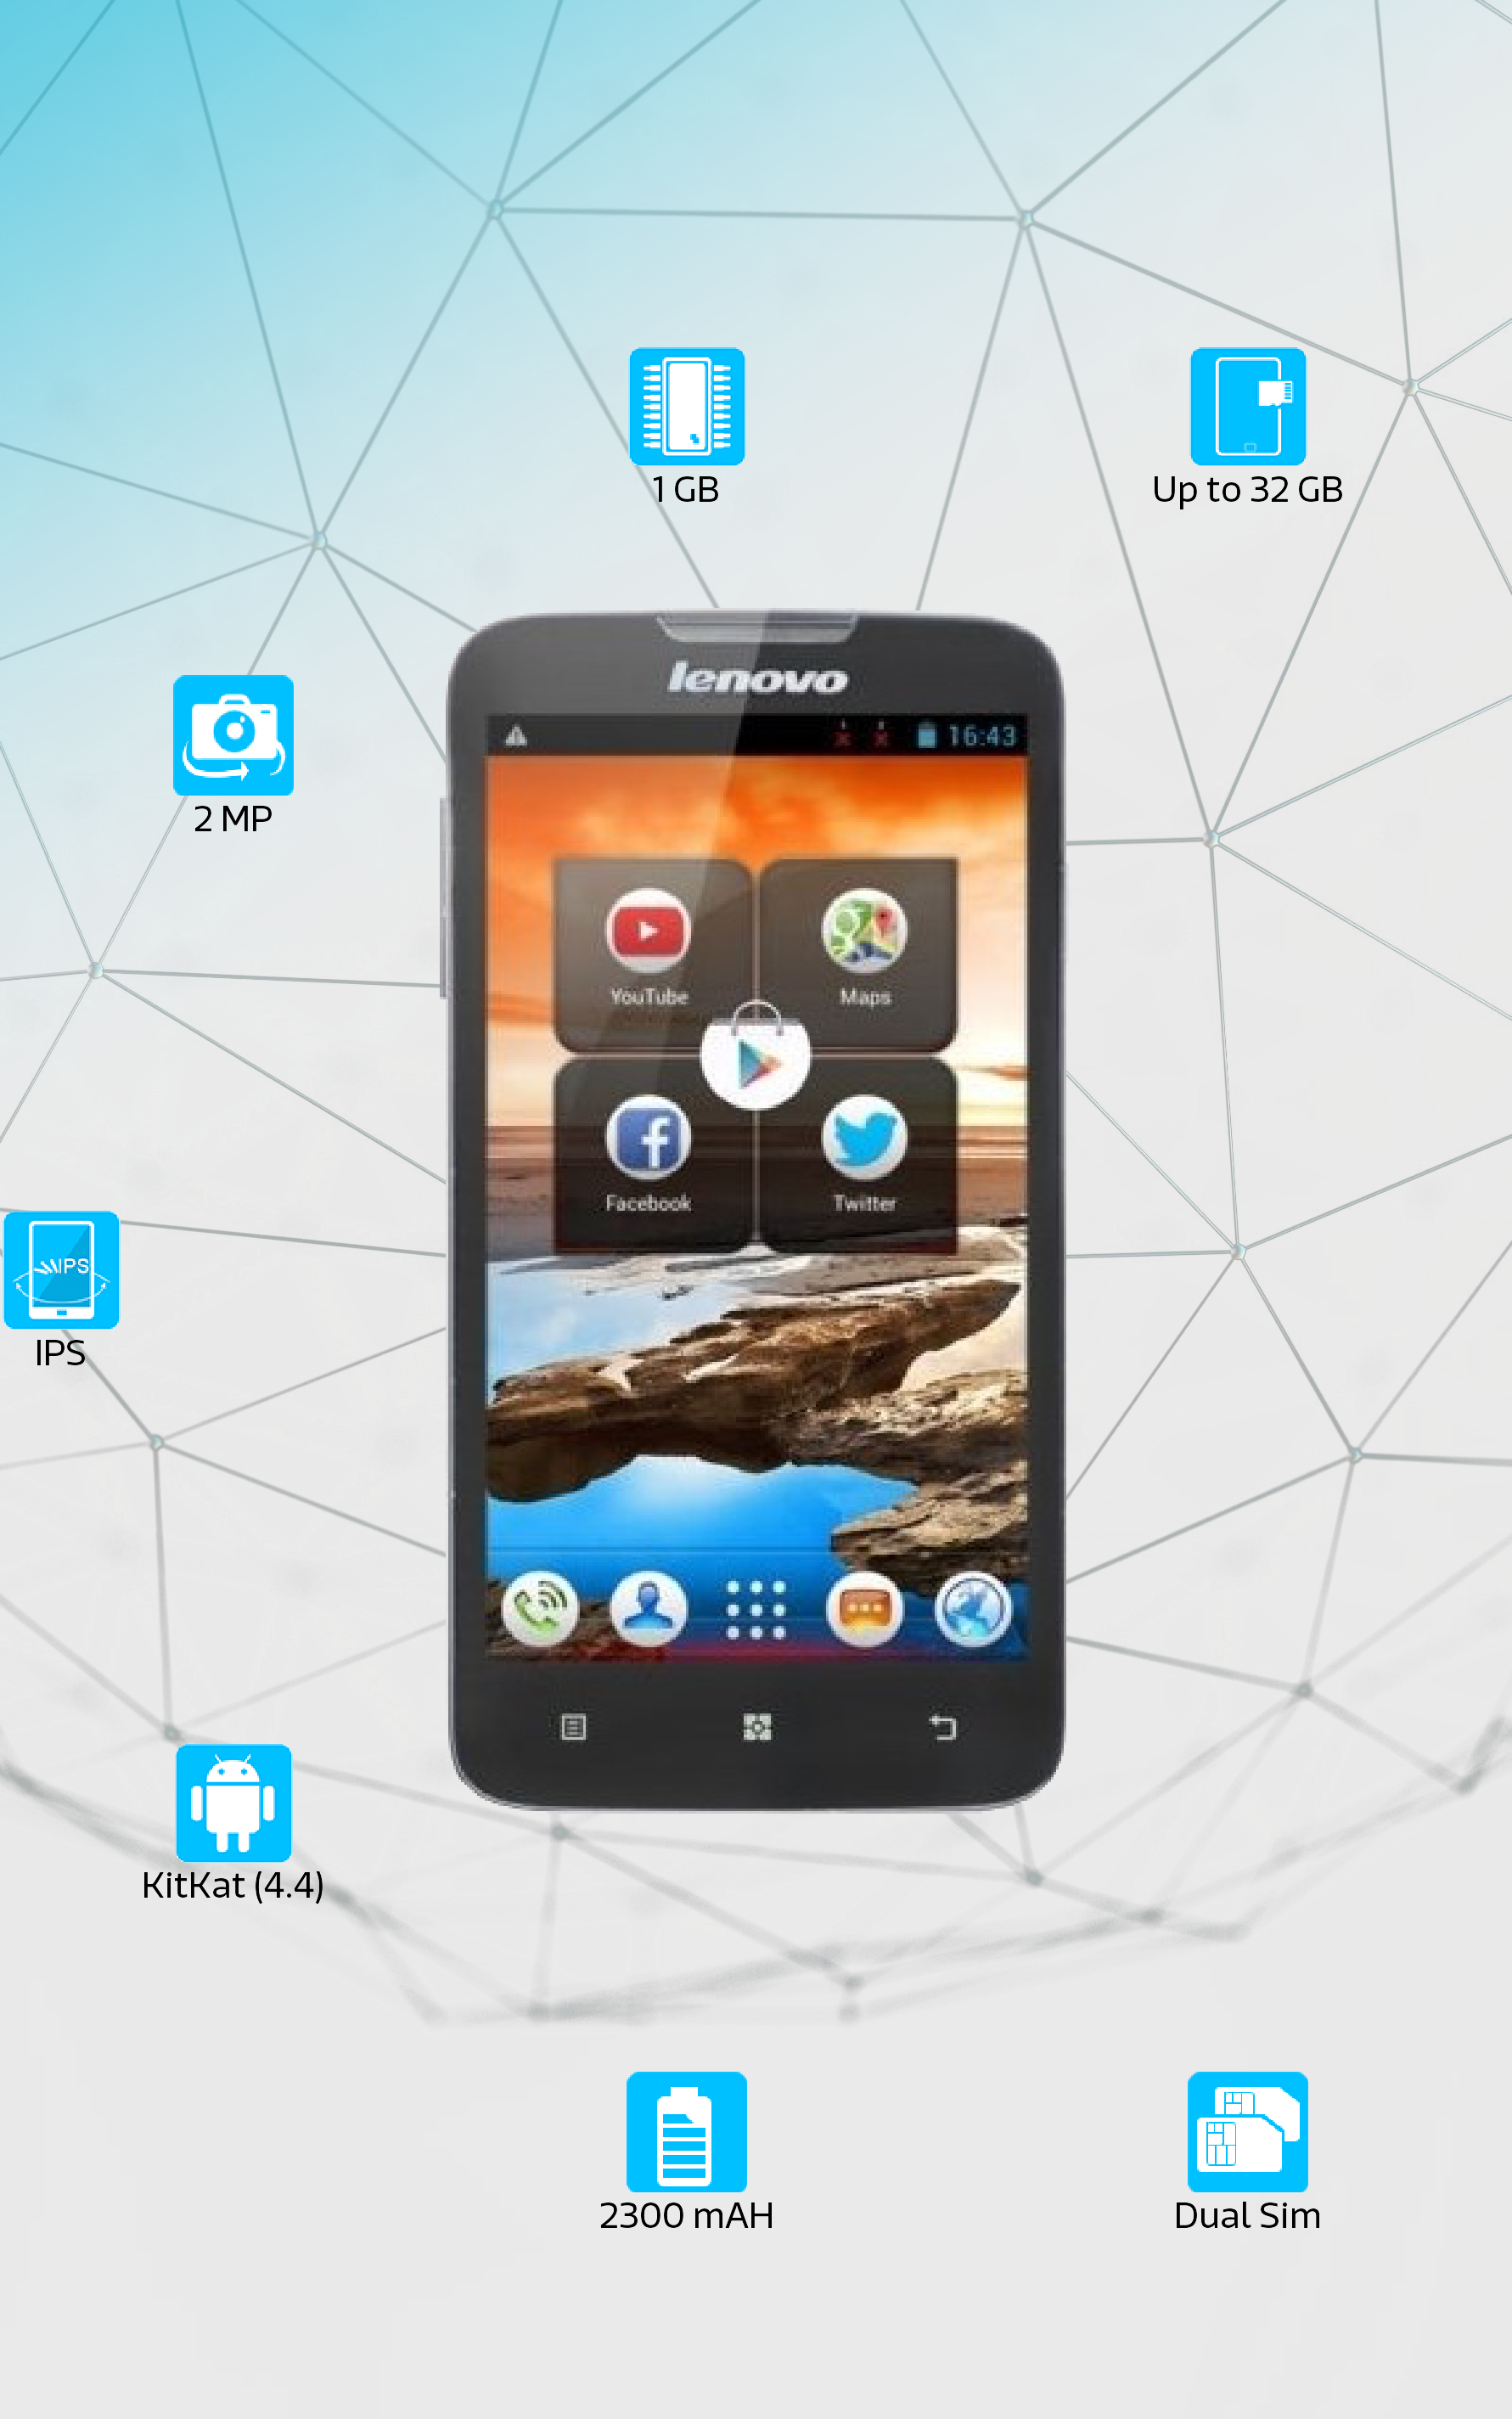 1 GB
Up to 32 GB
lenovo
16:43
2 MP
YouTube
Maps
Facebook
Twitter
IPS
IPS
KitKat (4.4)
2300 mAH
Dual Sim